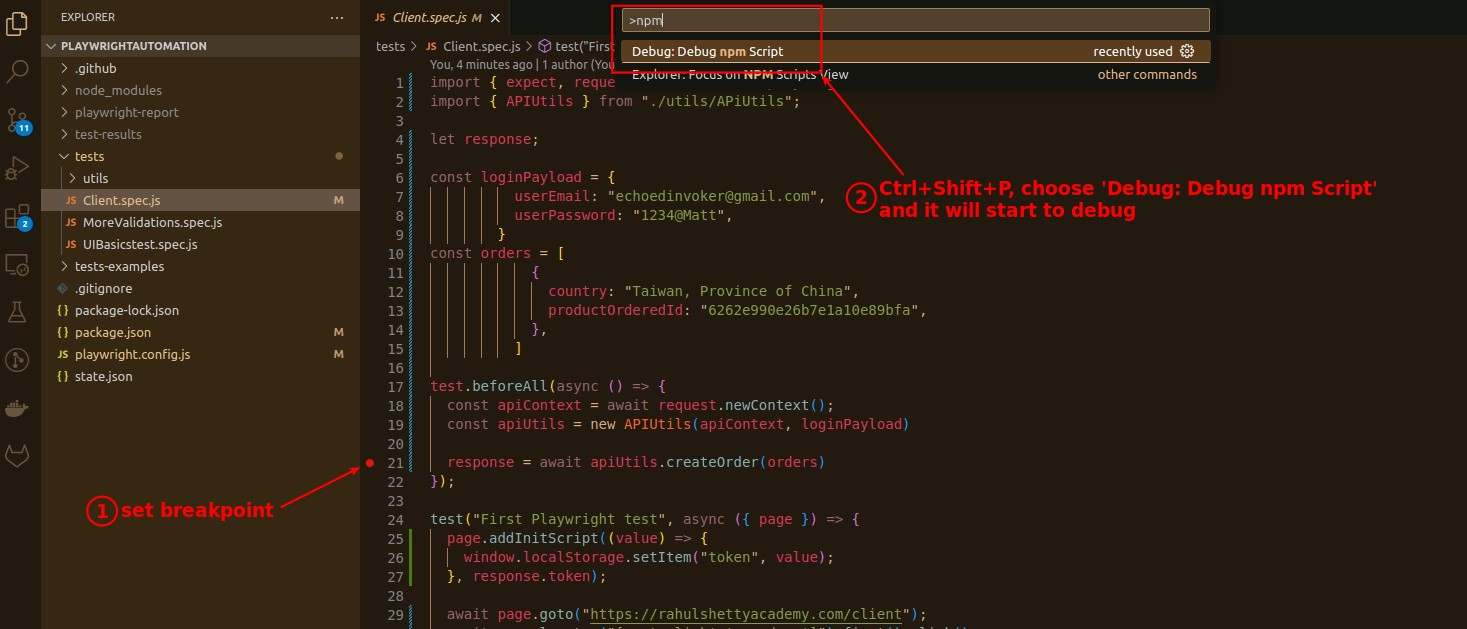 EXPLORER
PLAYWRIGHTAUTOMATION
.github
node_modules
playwright-report
test-results
tests
utils
JS Client.spec.js M
JS MoreValidations.spec.js
JS UIBasicstest.spec.js
tests-examples
.gitignore
{} package-lock.json
{} package.json M
JS playwright.config.js M
{} state.json
11
2
JS Client.spec.js M
tests > JS Client.spec.js > test("First
You, 4 minutes ago | 1 author (You
>npm
Debug: Debug npm Script recently used
Explorer: Focus on NPM Scripts View other commands
1 import { expect, reque
2 import { APIUtils } from "./utils/APiUtils";
3
4 let response;
5
6 const loginPayload = {
7 userEmail: "echoedinvoker@gmail.com",
8 userPassword: "1234@Matt",
9 }
10 const orders = [
11 {
12 country: "Taiwan, Province of China",
13 productOrderedId: "6262e990e26b7e1a10e89bfa",
14 },
15 ]
16
17 test.beforeAll(async () => {
18 const apiContext = await request.newContext();
19 const apiUtils = new APIUtils(apiContext, loginPayload)
20
21 response = await apiUtils.createOrder(orders)
22 });
23
24 test("First Playwright test", async ({ page }) => {
25 page.addInitScript((value) => {
26 window.localStorage.setItem("token", value);
27 }, response.token);
28
29 await page.goto("https://rahulshettyacademy.com/client");
1 set breakpoint
2 Ctrl+Shift+P, choose 'Debug: Debug npm Script'
and it will start to debug